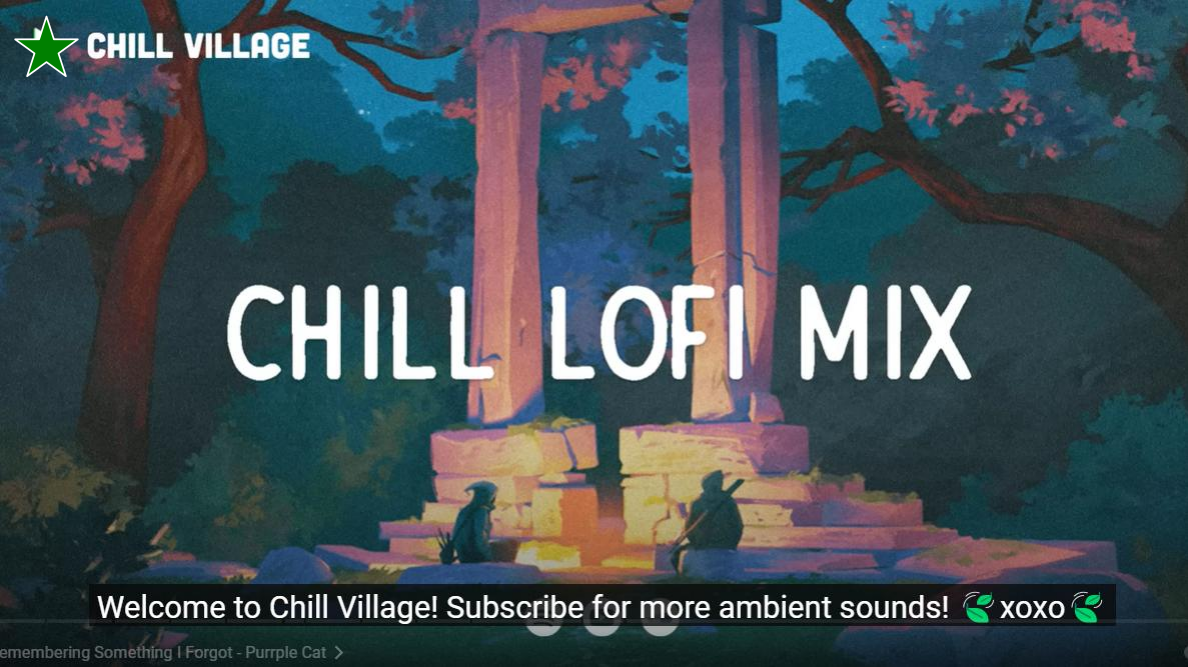 CHILL VILLAGE
CHILL LOFI MIX
Welcome to Chill Village! Subscribe for more ambient sounds! 🍃xoxo🍃
emembering Something I Forgot - Purrple Cat